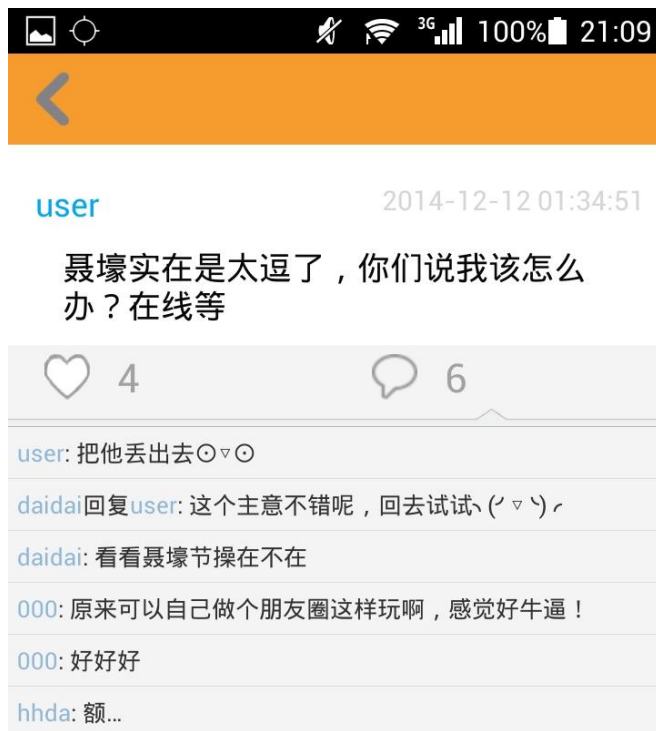 3G 100% 21:09
user 2014-12-12 01:34:51
聂壕实在是太逗了，你们说我该怎么
办？在线等
4 6
user: 把他丢出去⊙▿⊙
daidai回复user: 这个主意不错呢，回去试试ヽ(ˊ▿ˋ)╭
daidai: 看看聂壕节操在不在
000: 原来可以自己做个朋友圈这样玩啊，感觉好牛逼！
000: 好好好
hhda: 额...